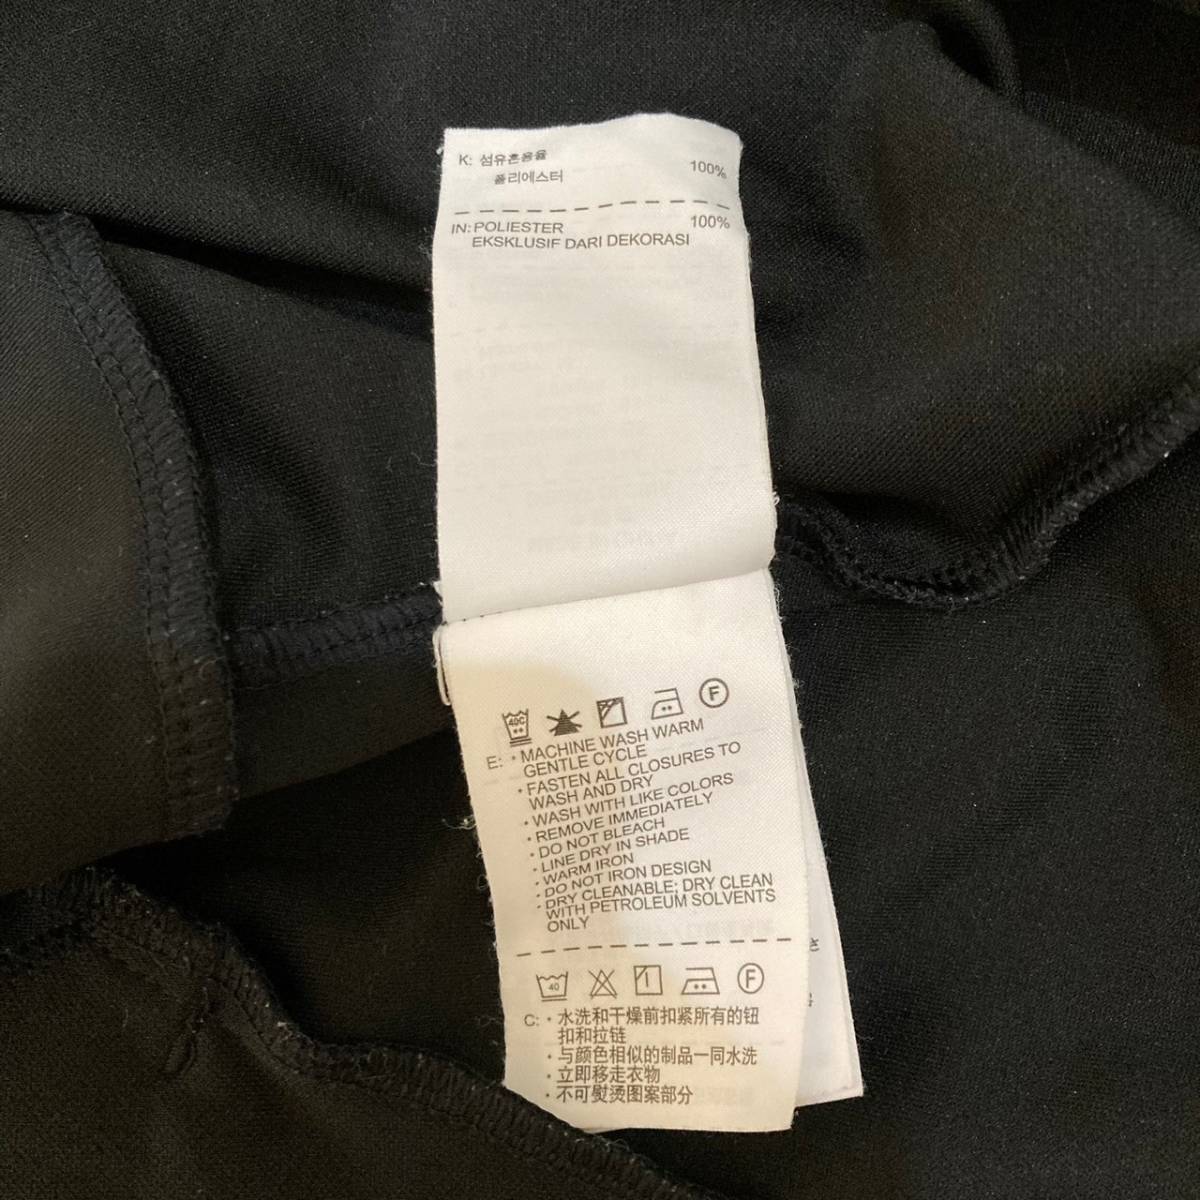 K: 섬유혼용율
폴리에스터 100%
IN: POLIESTER 100%
EKSKLUSIF DARI DEKORASI
40C F
E: • MACHINE WASH WARM
GENTLE CYCLE
• FASTEN ALL CLOSURES TO
WASH AND DRY
• WASH WITH LIKE COLORS
• REMOVE IMMEDIATELY
• DO NOT BLEACH
• LINE DRY IN SHADE
• WARM IRON
• DO NOT IRON DESIGN
• DRY CLEANABLE; DRY CLEAN
WITH PETROLEUM SOLVENTS
ONLY
40 F
C: • 水洗和干燥前扣紧所有的钮
扣和拉链
• 与颜色相似的制品一同水洗
• 立即移走衣物
• 不可熨烫图案部分